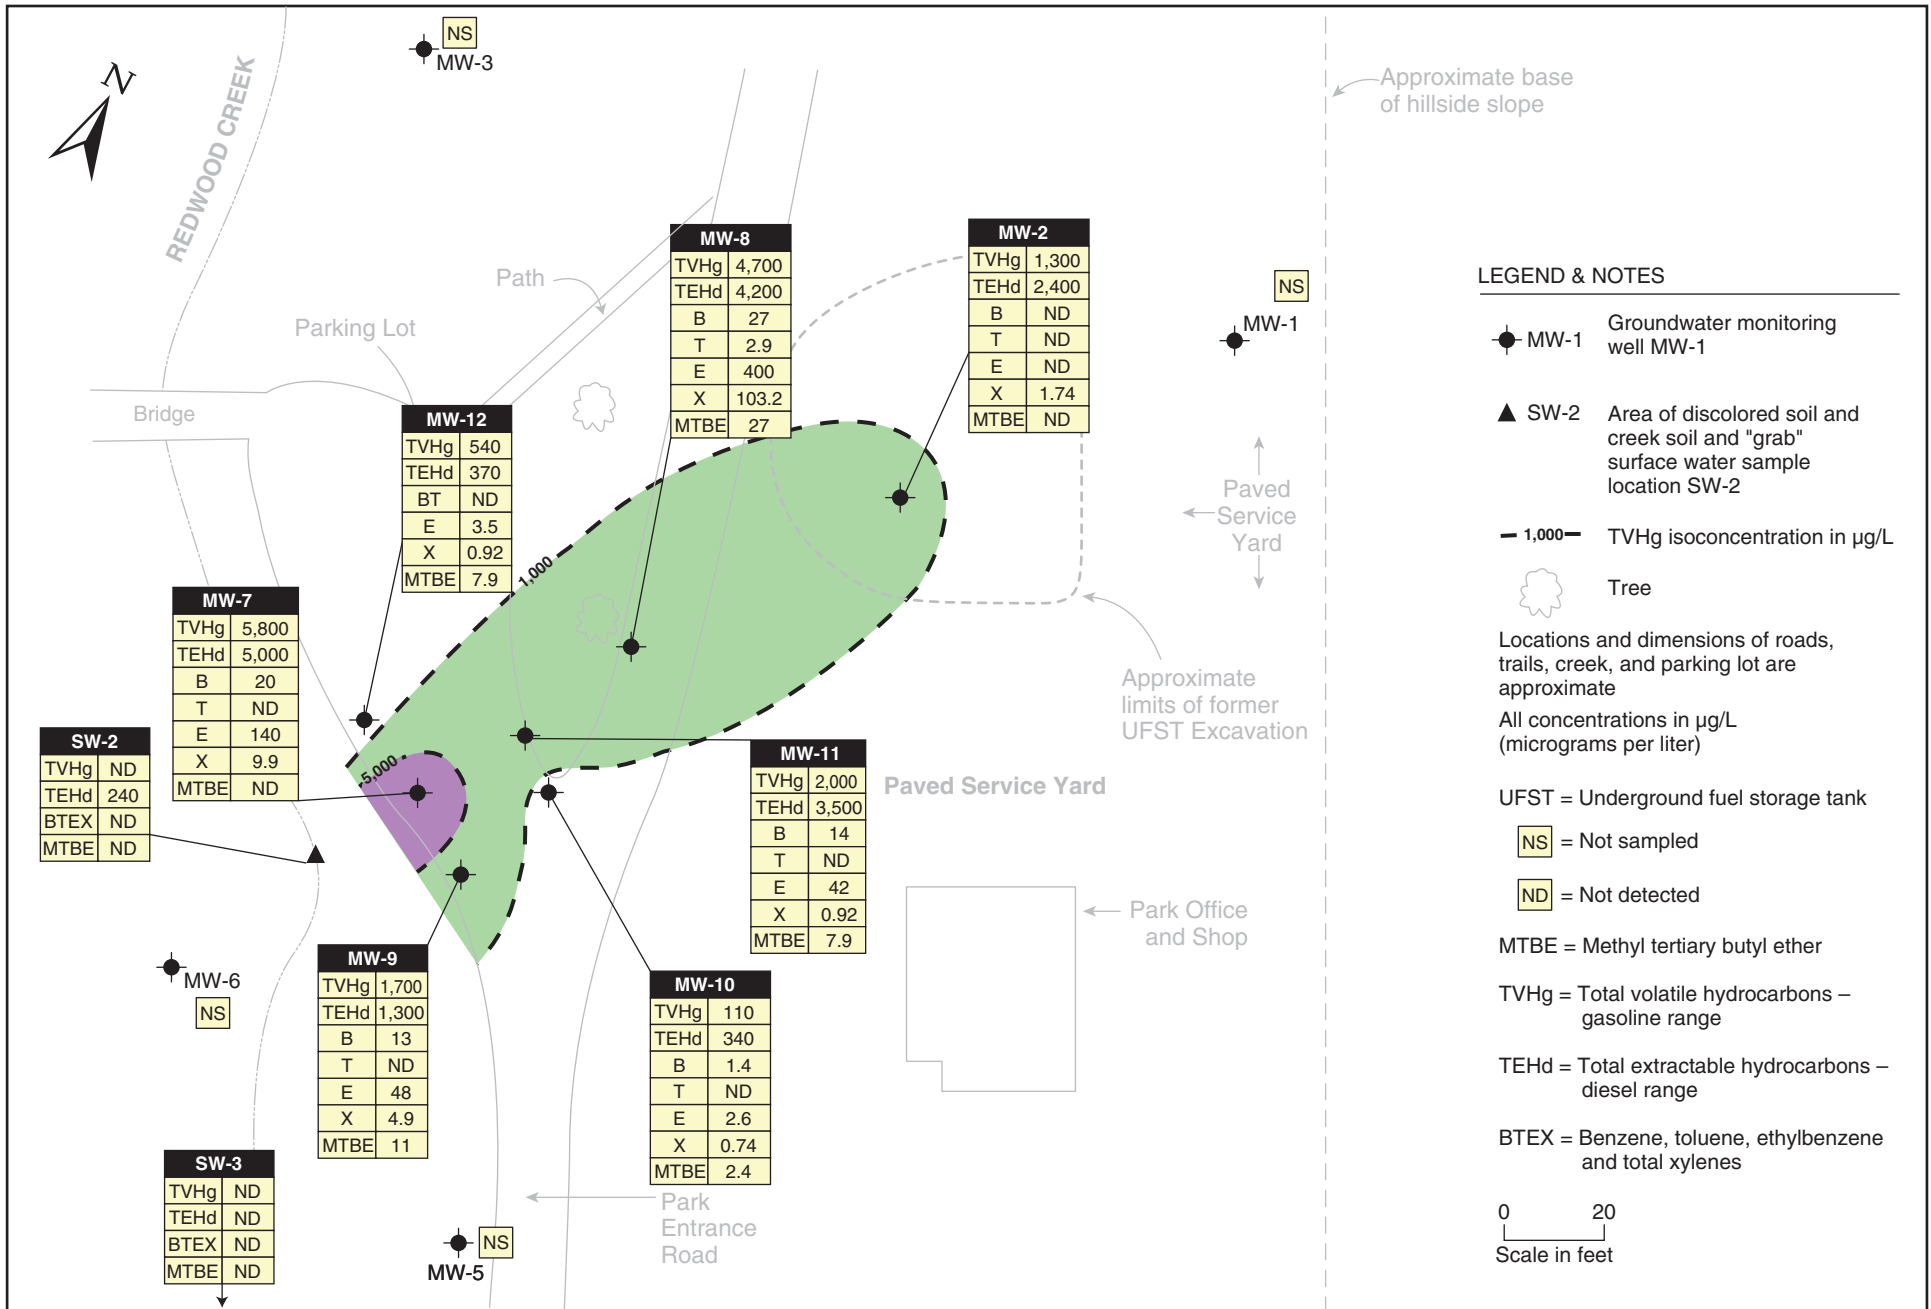 NS
MW-3
N
REDWOOD CREEK
Approximate base
of hillside slope
Path
Parking Lot
Bridge
MW-8
TVHg 4,700
TEHd 4,200
B 27
T 2.9
E 400
X 103.2
MTBE 27
MW-2
TVHg 1,300
TEHd 2,400
B ND
T ND
E ND
X 1.74
MTBE ND
NS
MW-1
MW-12
TVHg 540
TEHd 370
BT ND
E 3.5
X 0.92
MTBE 7.9
1,000
Paved
Service
Yard
MW-7
TVHg 5,800
TEHd 5,000
B 20
T ND
E 140
X 9.9
MTBE ND
SW-2
TVHg ND
TEHd 240
BTEX ND
MTBE ND
5,000
Approximate
limits of former
UFST Excavation
MW-11
TVHg 2,000
TEHd 3,500
B 14
T ND
E 42
X 0.92
MTBE 7.9
Paved Service Yard
Park Office
and Shop
MW-6
NS
MW-9
TVHg 1,700
TEHd 1,300
B 13
T ND
E 48
X 4.9
MTBE 11
MW-10
TVHg 110
TEHd 340
B 1.4
T ND
E 2.6
X 0.74
MTBE 2.4
SW-3
TVHg ND
TEHd ND
BTEX ND
MTBE ND
NS
MW-5
Park
Entrance
Road
LEGEND & NOTES
MW-1 Groundwater monitoring
well MW-1
SW-2 Area of discolored soil and
creek soil and "grab"
surface water sample
location SW-2
1,000 TVHg isoconcentration in µg/L
Tree
Locations and dimensions of roads,
trails, creek, and parking lot are
approximate
All concentrations in µg/L
(micrograms per liter)
UFST = Underground fuel storage tank
NS = Not sampled
ND = Not detected
MTBE = Methyl tertiary butyl ether
TVHg = Total volatile hydrocarbons –
gasoline range
TEHd = Total extractable hydrocarbons –
diesel range
BTEX = Benzene, toluene, ethylbenzene
and total xylenes
0 20
Scale in feet